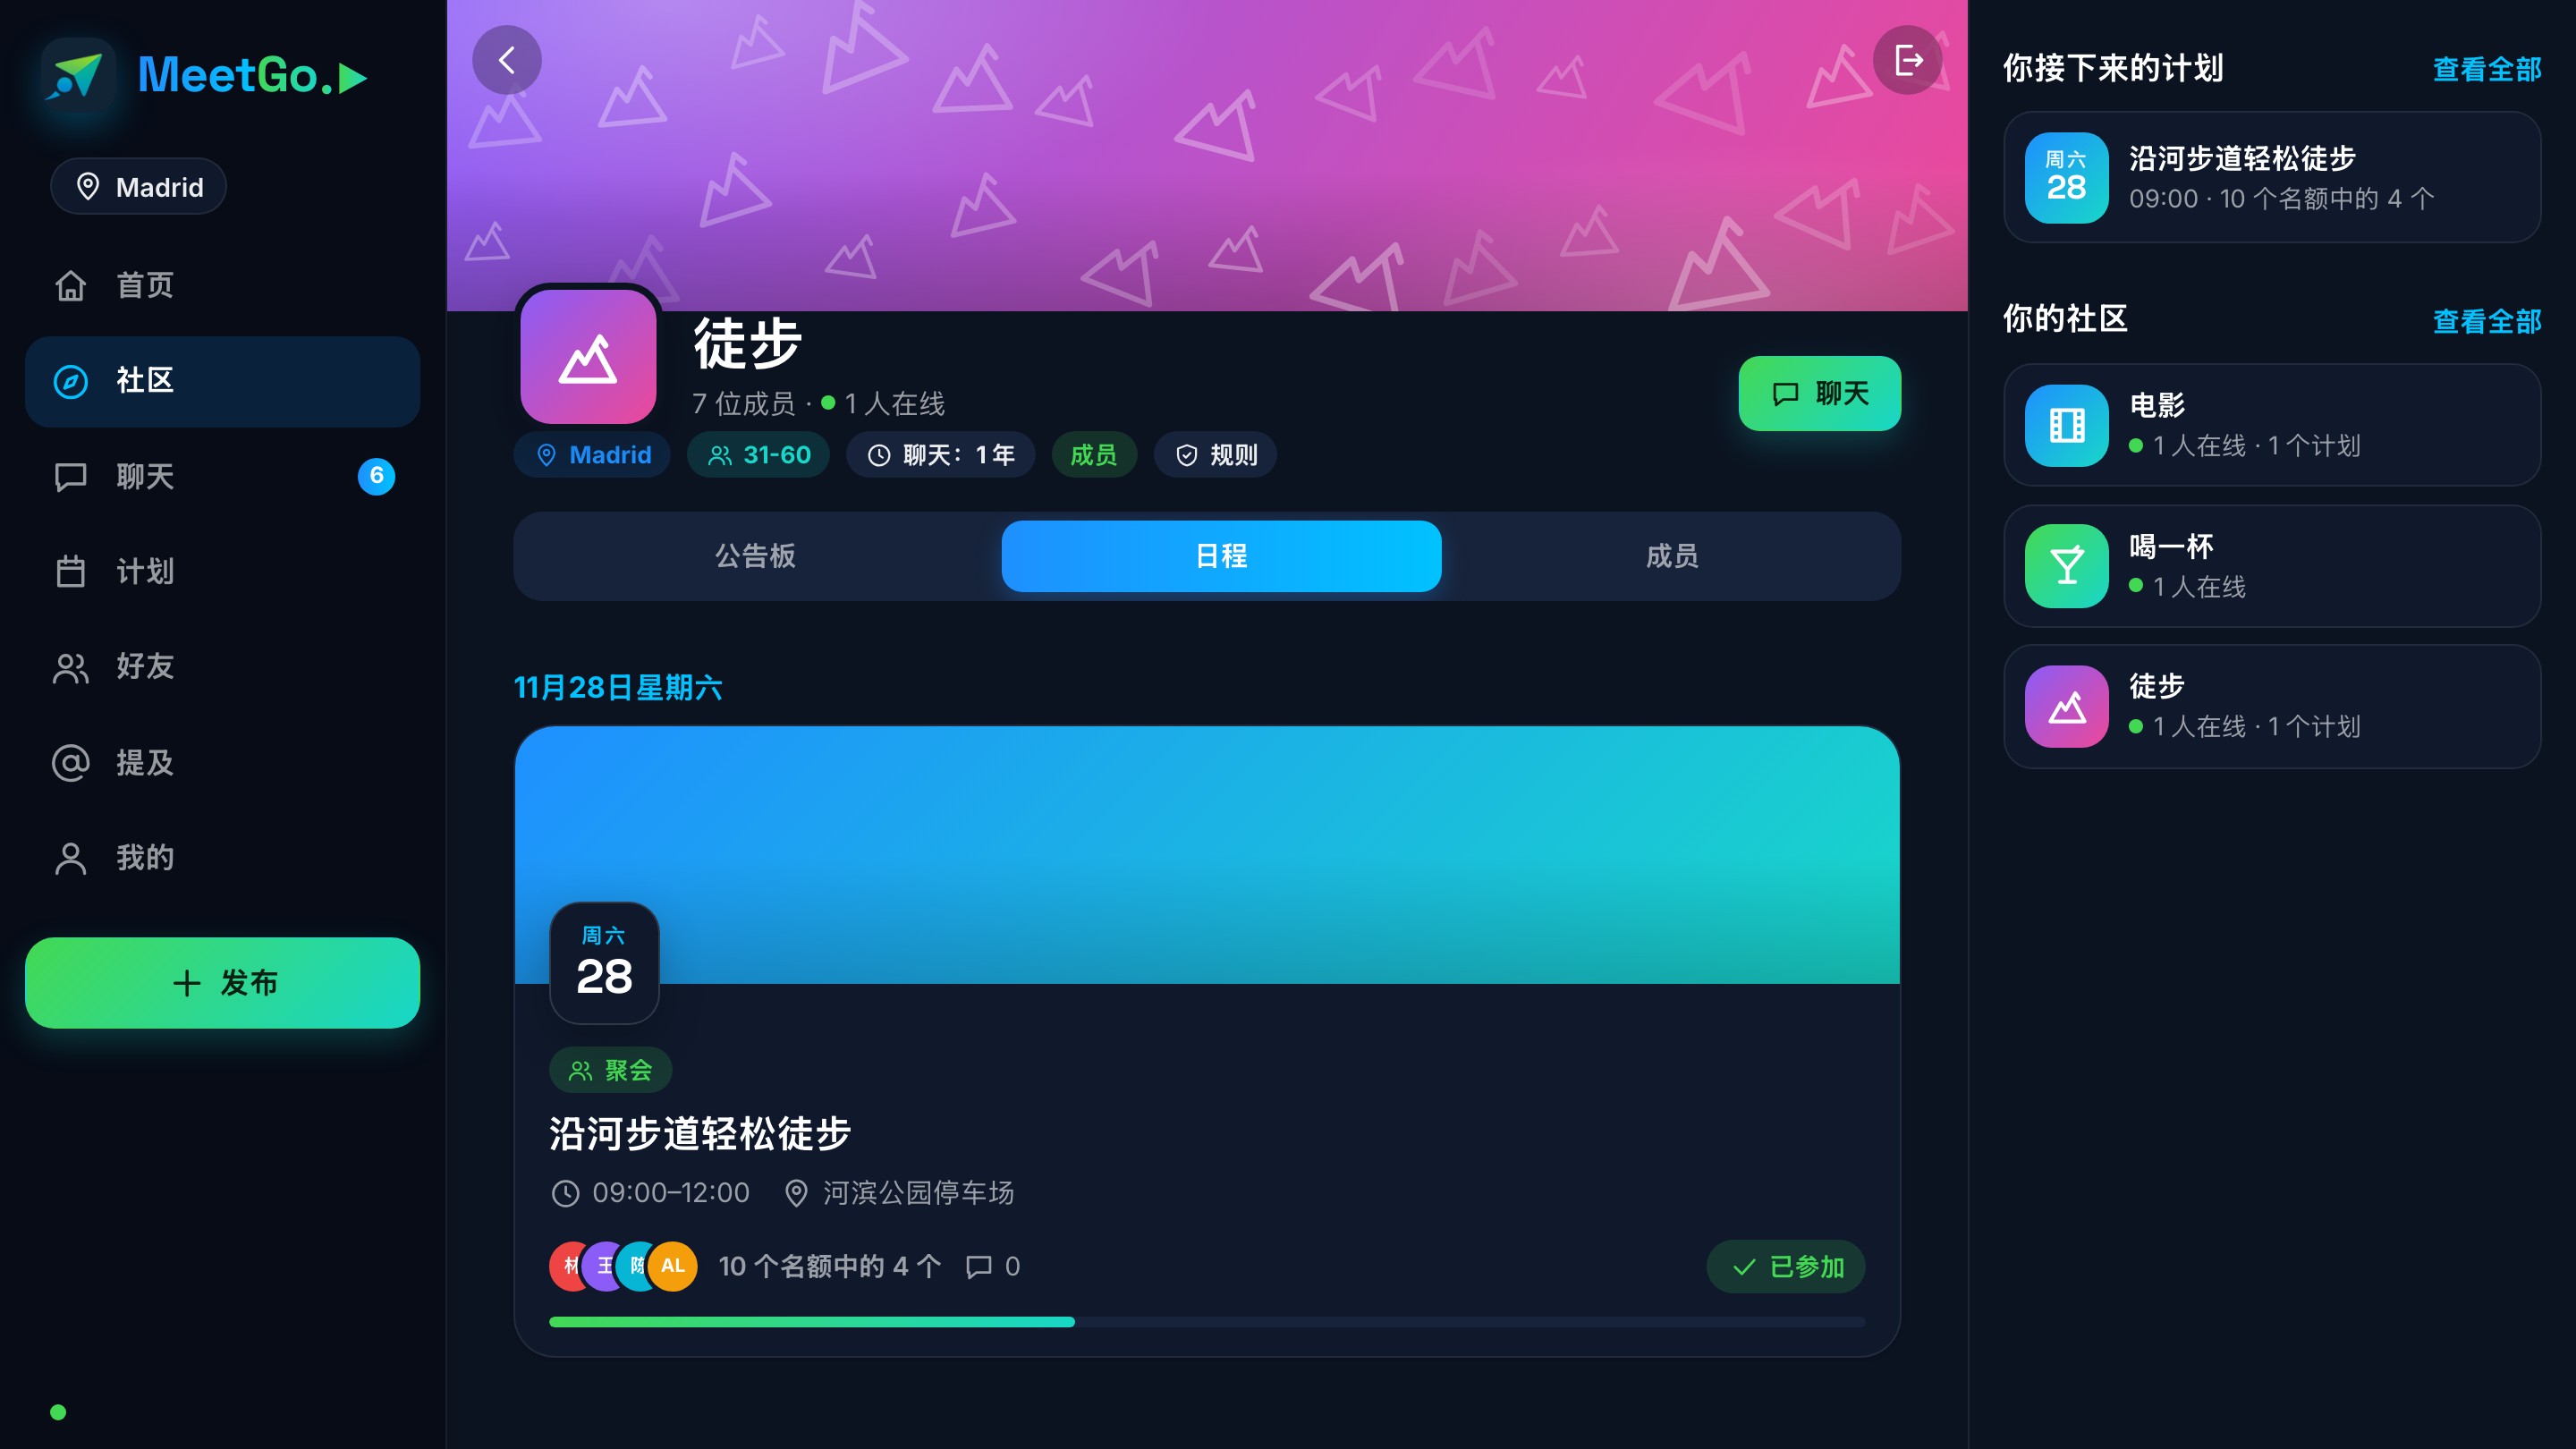 MeetGo.
Madrid
首页
社区
聊天
6
计划
好友
提及
我的
发布
徒步
7 位成员 · 1 人在线
聊天
Madrid
31-60
聊天：1 年
成员
规则
公告板
日程
成员
11月28日星期六
周六
28
聚会
沿河步道轻松徒步
09:00–12:00
河滨公园停车场
林 王 陈 AL
10 个名额中的 4 个
0
已参加
你接下来的计划
查看全部
周六
28
沿河步道轻松徒步
09:00 · 10 个名额中的 4 个
你的社区
查看全部
电影
1 人在线 · 1 个计划
喝一杯
1 人在线
徒步
1 人在线 · 1 个计划